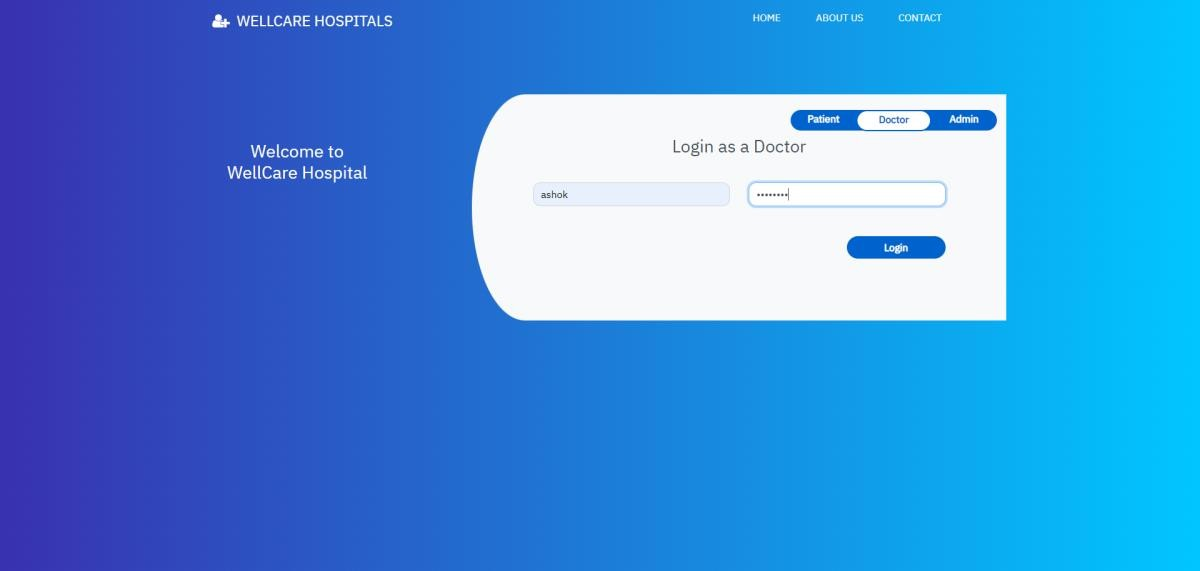 WELLCARE HOSPITALS
HOME ABOUT US CONTACT
Patient Doctor Admin
Login as a Doctor
Welcome to
WellCare Hospital
ashok ••••••••
Login